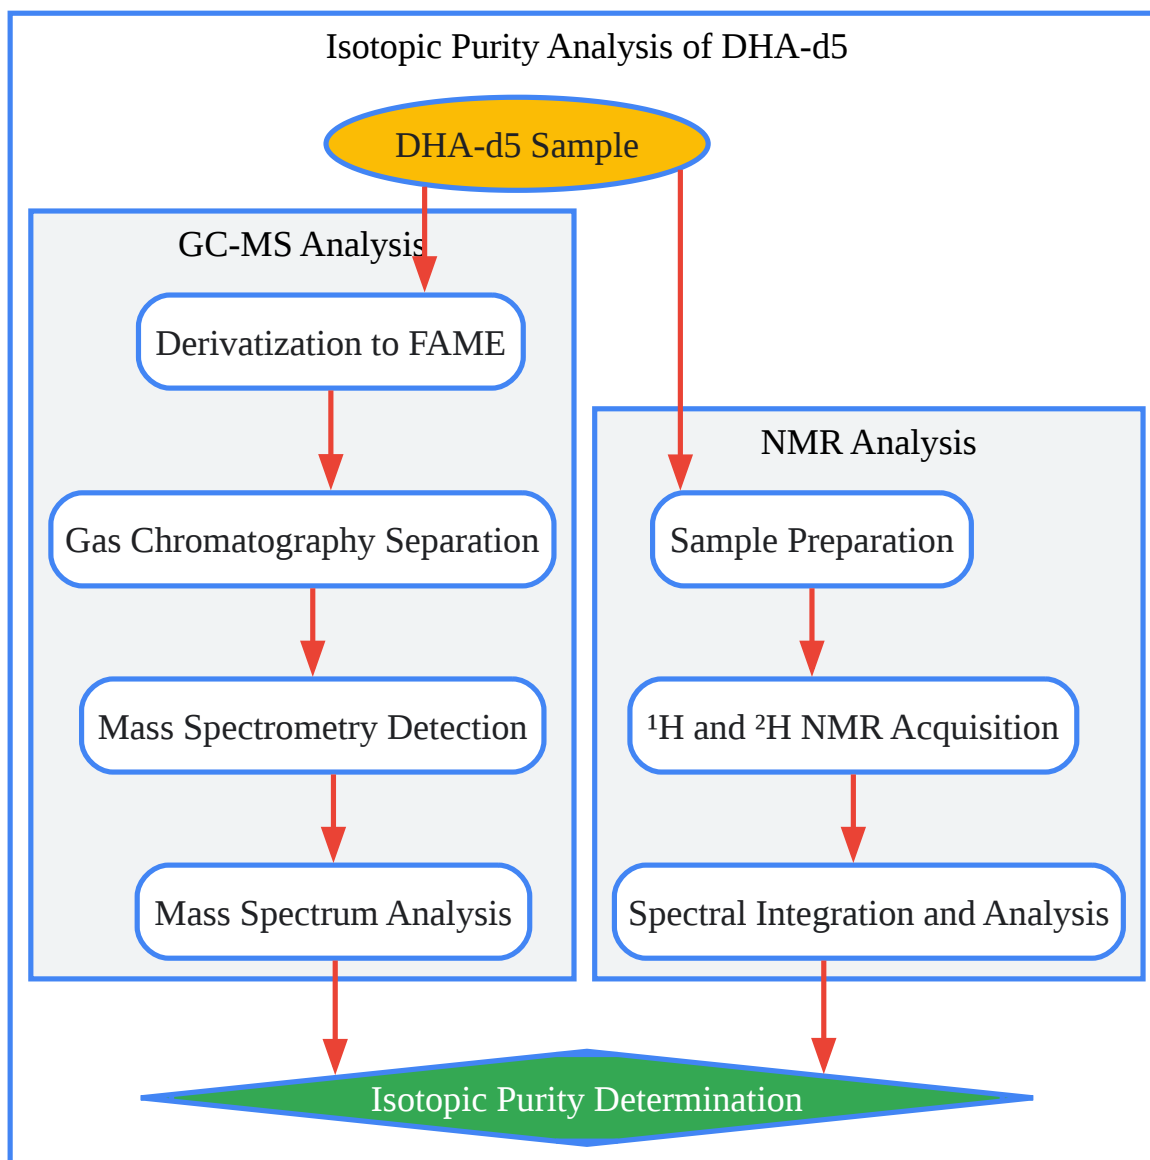 Isotopic Purity Analysis of DHA-d5
DHA-d5 Sample
GC-MS Analysis
Derivatization to FAME
Gas Chromatography Separation
Mass Spectrometry Detection
Mass Spectrum Analysis
NMR Analysis
Sample Preparation
¹H and ²H NMR Acquisition
Spectral Integration and Analysis
Isotopic Purity Determination